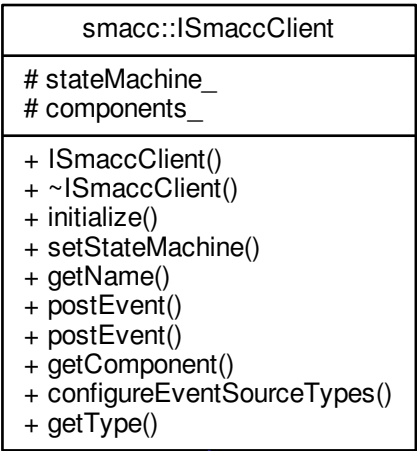 smacc::ISmaccClient
# stateMachine_
# components_
+ ISmaccClient()
+ ~ISmaccClient()
+ initialize()
+ setStateMachine()
+ getName()
+ postEvent()
+ postEvent()
+ getComponent()
+ configureEventSourceTypes()
+ getType()